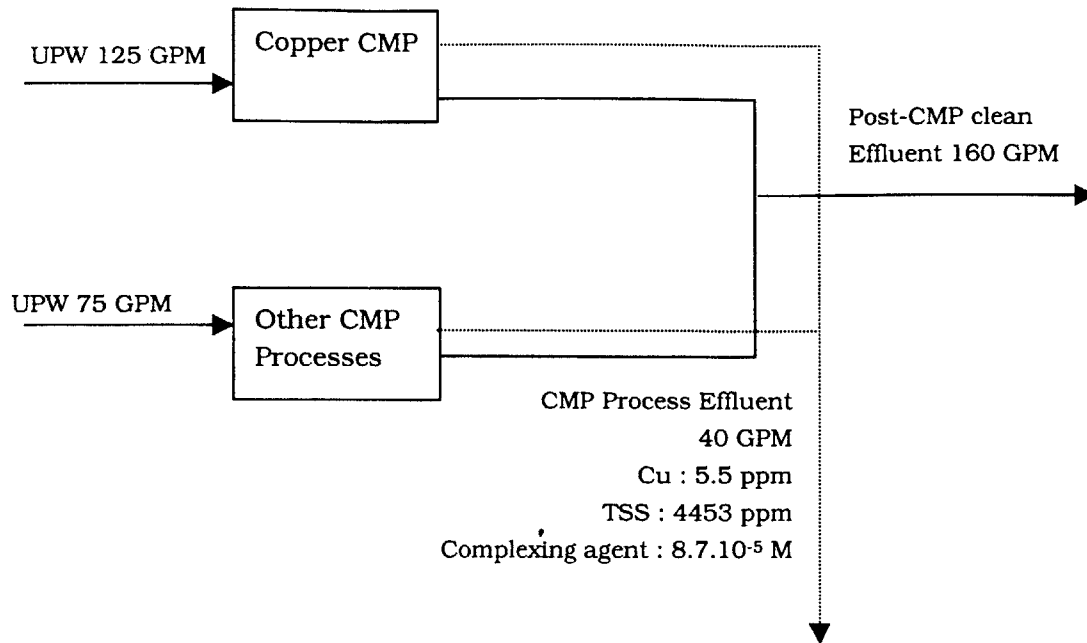 UPW 125 GPM
Copper CMP
Post-CMP clean
Effluent 160 GPM
UPW 75 GPM
Other CMP
Processes
CMP Process Effluent
40 GPM
Cu : 5.5 ppm
TSS : 4453 ppm
Complexing agent : 8.7.10⁻⁵ M